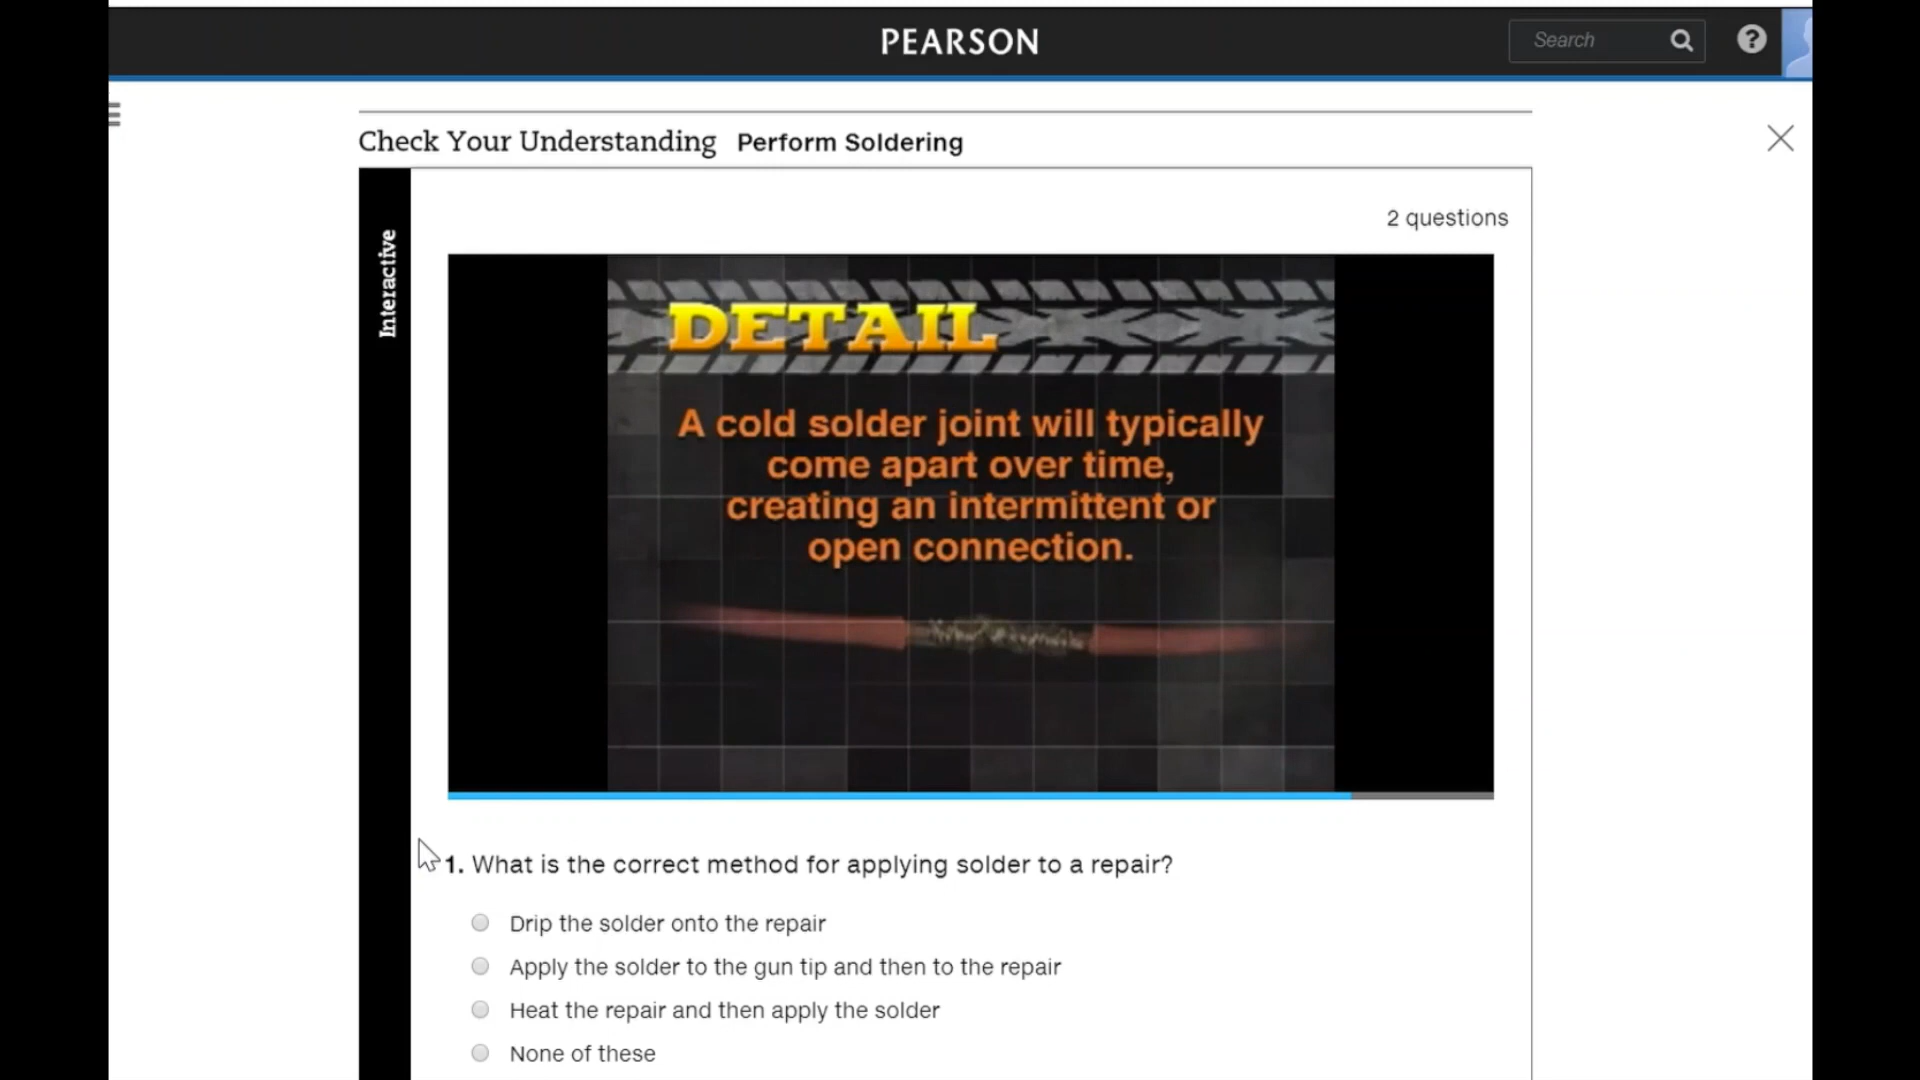 PEARSON
Search
?
Check Your Understanding Perform Soldering
Interactive
2 questions
DETAIL
A cold solder joint will typically
come apart over time,
creating an intermittent or
open connection.
1. What is the correct method for applying solder to a repair?
Drip the solder onto the repair
Apply the solder to the gun tip and then to the repair
Heat the repair and then apply the solder
None of these